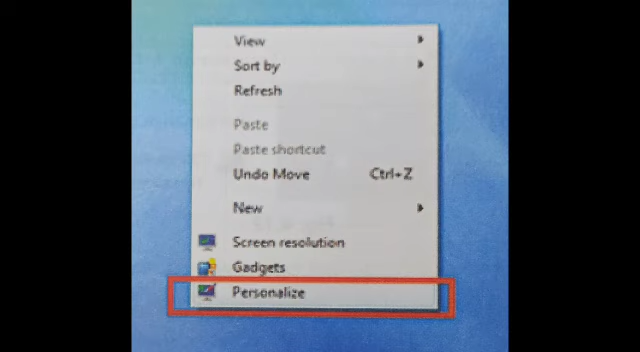 View
Sort by
Refresh
Paste
Paste shortcut
Undo Move Ctrl+Z
New
Screen resolution
Gadgets
Personalize